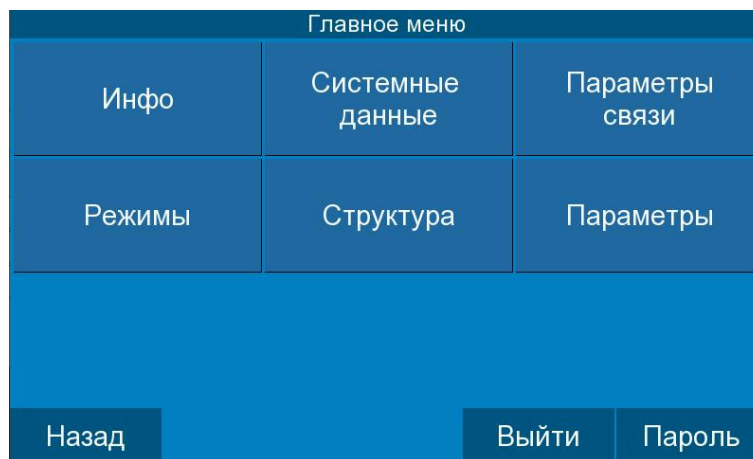 Главное меню
Инфо
Системные
данные
Параметры
связи
Режимы
Структура
Параметры
Назад
Выйти
Пароль